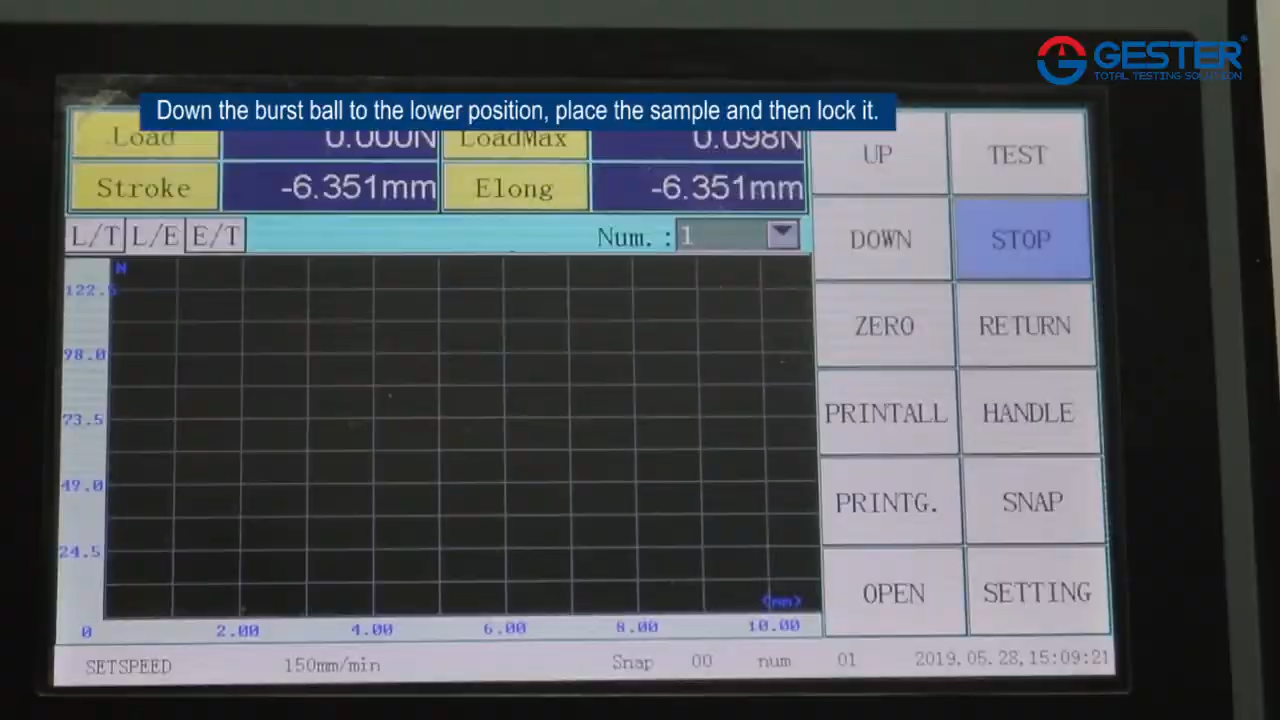 GESTER®
TOTAL TESTING SOLUTION
Down the burst ball to the lower position, place the sample and then lock it.
Load 0.000N LoadMax 0.098N
Stroke -6.351mm Elong -6.351mm
L/T L/E E/T Num. : 1
UP TEST
DOWN STOP
ZERO RETURN
PRINTALL HANDLE
PRINTG. SNAP
OPEN SETTING
N
122.5
98.0
73.5
49.0
24.5
(mm)
0 2.00 4.00 6.00 8.00 10.00
SETSPEED 150mm/min Snap 00 num 01 2019.05.28,15:09:21